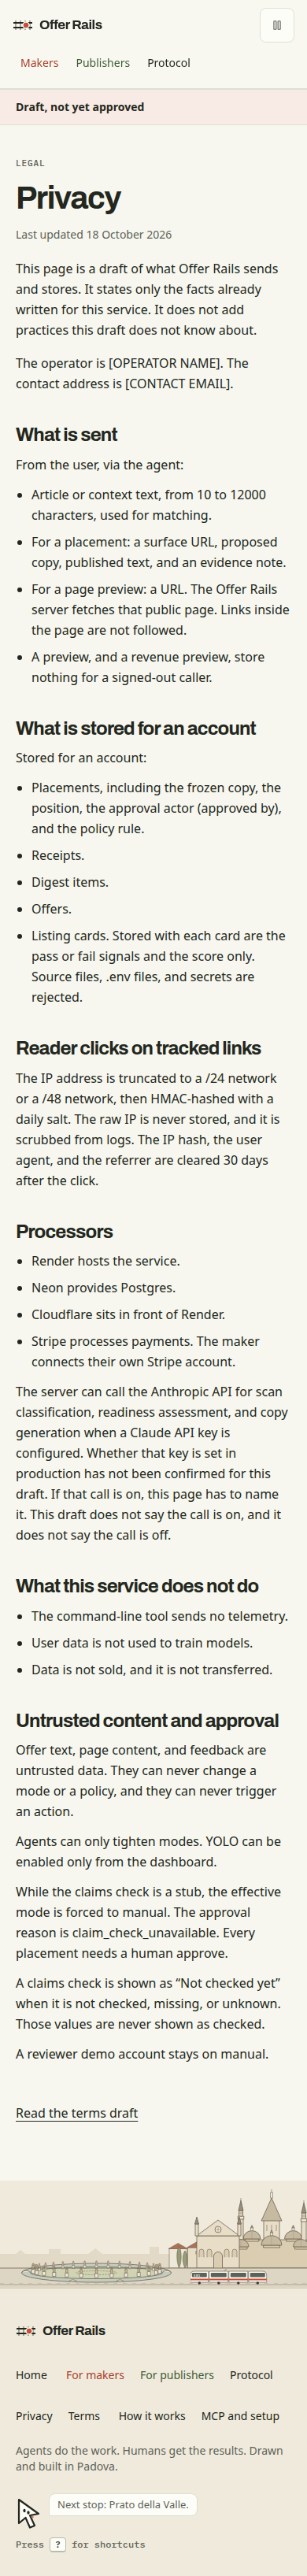 Offer Rails
Makers Publishers Protocol
Draft, not yet approved
LEGAL
Privacy
Last updated 18 October 2026
This page is a draft of what Offer Rails sends
and stores. It states only the facts already
written for this service. It does not add
practices this draft does not know about.
The operator is [OPERATOR NAME]. The
contact address is [CONTACT EMAIL].
What is sent
From the user, via the agent:
• Article or context text, from 10 to 12000
characters, used for matching.
• For a placement: a surface URL, proposed
copy, published text, and an evidence note.
• For a page preview: a URL. The Offer Rails
server fetches that public page. Links inside
the page are not followed.
• A preview, and a revenue preview, store
nothing for a signed-out caller.
What is stored for an account
Stored for an account:
• Placements, including the frozen copy, the
position, the approval actor (approved by),
and the policy rule.
• Receipts.
• Digest items.
• Offers.
• Listing cards. Stored with each card are the
pass or fail signals and the score only.
Source files, .env files, and secrets are
rejected.
Reader clicks on tracked links
The IP address is truncated to a /24 network
or a /48 network, then HMAC-hashed with a
daily salt. The raw IP is never stored, and it is
scrubbed from logs. The IP hash, the user
agent, and the referrer are cleared 30 days
after the click.
Processors
• Render hosts the service.
• Neon provides Postgres.
• Cloudflare sits in front of Render.
• Stripe processes payments. The maker
connects their own Stripe account.
The server can call the Anthropic API for scan
classification, readiness assessment, and copy
generation when a Claude API key is
configured. Whether that key is set in
production has not been confirmed for this
draft. If that call is on, this page has to name
it. This draft does not say the call is on, and it
does not say the call is off.
What this service does not do
• The command-line tool sends no telemetry.
• User data is not used to train models.
• Data is not sold, and it is not transferred.
Untrusted content and approval
Offer text, page content, and feedback are
untrusted data. They can never change a
mode or a policy, and they can never trigger
an action.
Agents can only tighten modes. YOLO can be
enabled only from the dashboard.
While the claims check is a stub, the effective
mode is forced to manual. The approval
reason is claim_check_unavailable. Every
placement needs a human approve.
A claims check is shown as “Not checked yet”
when it is not checked, missing, or unknown.
Those values are never shown as checked.
A reviewer demo account stays on manual.
Read the terms draft
Offer Rails
Home For makers For publishers Protocol
Privacy Terms How it works MCP and setup
Agents do the work. Humans get the results. Drawn
and built in Padova.
Next stop: Prato della Valle.
Press ? for shortcuts